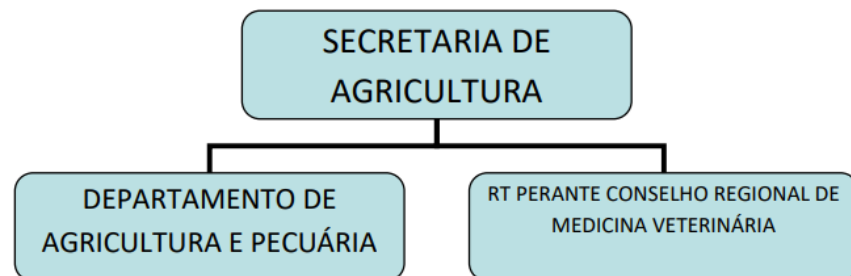 SECRETARIA DE
AGRICULTURA
DEPARTAMENTO DE
AGRICULTURA E PECUÁRIA
RT PERANTE CONSELHO REGIONAL DE
MEDICINA VETERINÁRIA